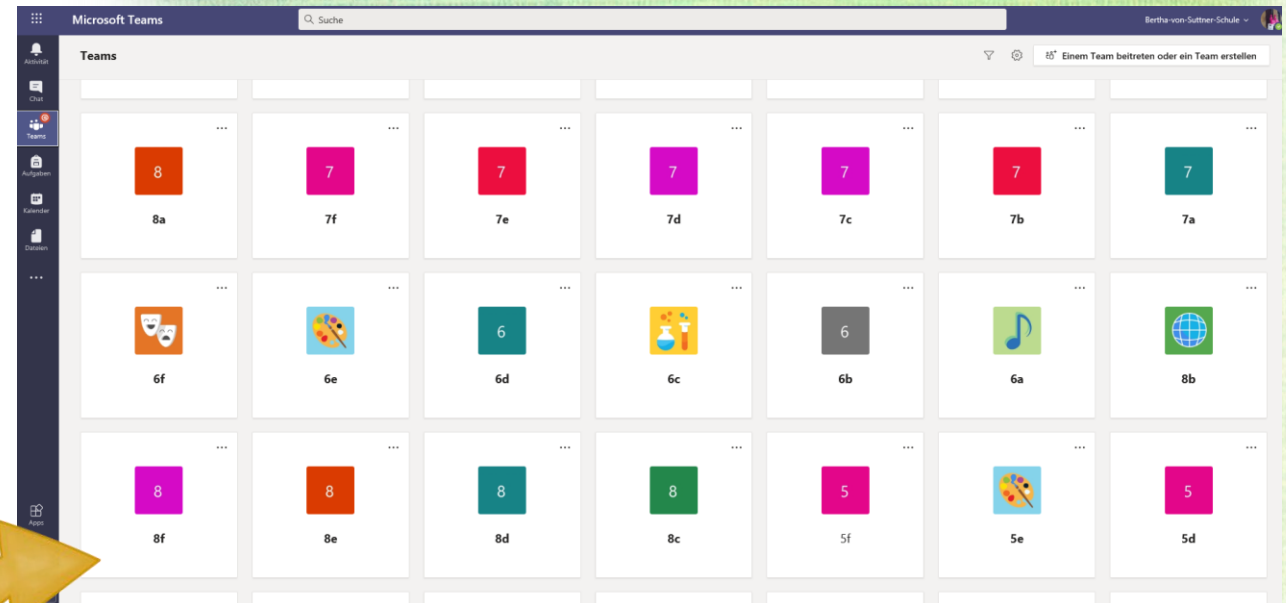 Microsoft Teams
Suche
Bertha-von-Suttner-Schule
Aktivität
Chat
Teams
Aufgaben
Kalender
Dateien
Apps
Teams
Einem Team beitreten oder ein Team erstellen
8 7 7 7 7 7 7
8a 7f 7e 7d 7c 7b 7a
6 6
6f 6e 6d 6c 6b 6a 8b
8 8 8 8 5 5
8f 8e 8d 8c 5f 5e 5d